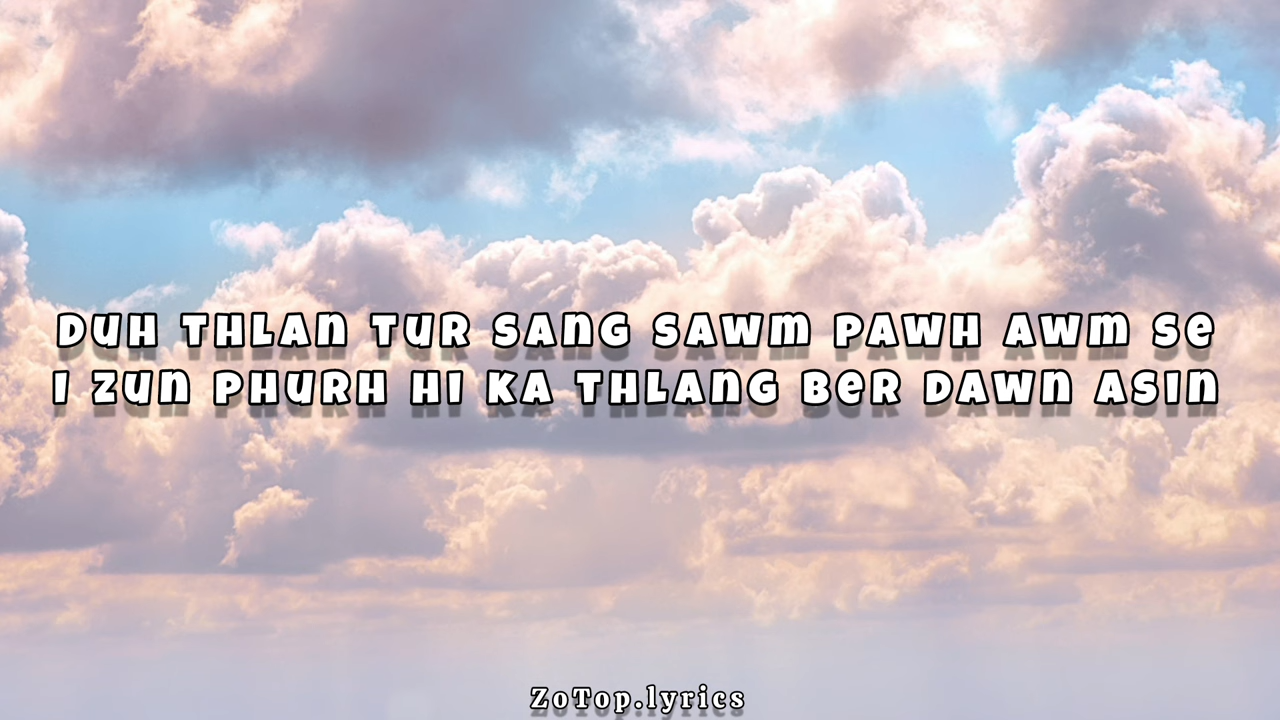 DUH THLAN TUR SANG SAWM PAWH AWM SE
I ZUN PHURH HI KA THLANG BER DAWN ASIN
ZoTop.lyrics